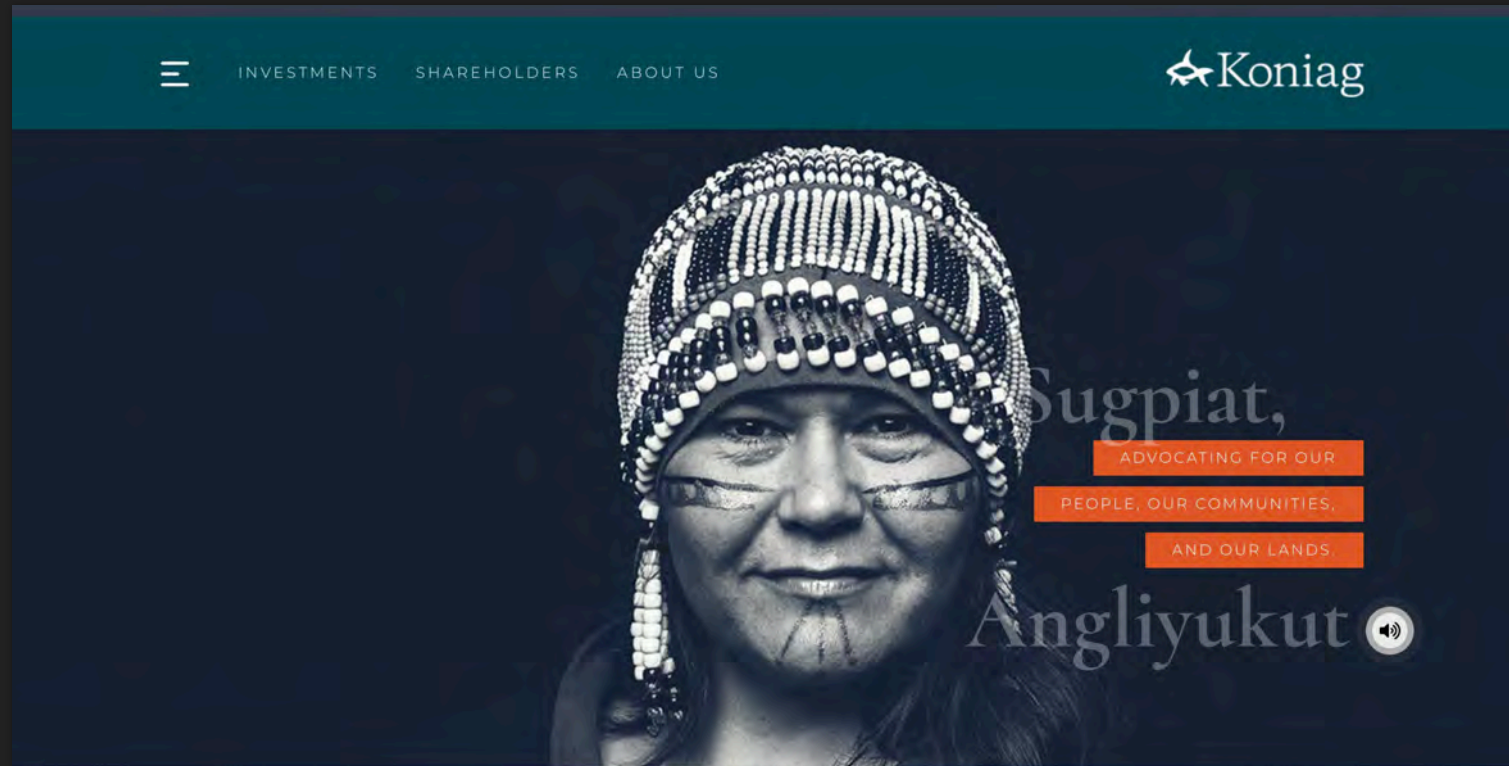 INVESTMENTS SHAREHOLDERS ABOUT US
Koniag
Sugpiat,
ADVOCATING FOR OUR
PEOPLE, OUR COMMUNITIES,
AND OUR LANDS.
Angliyukut